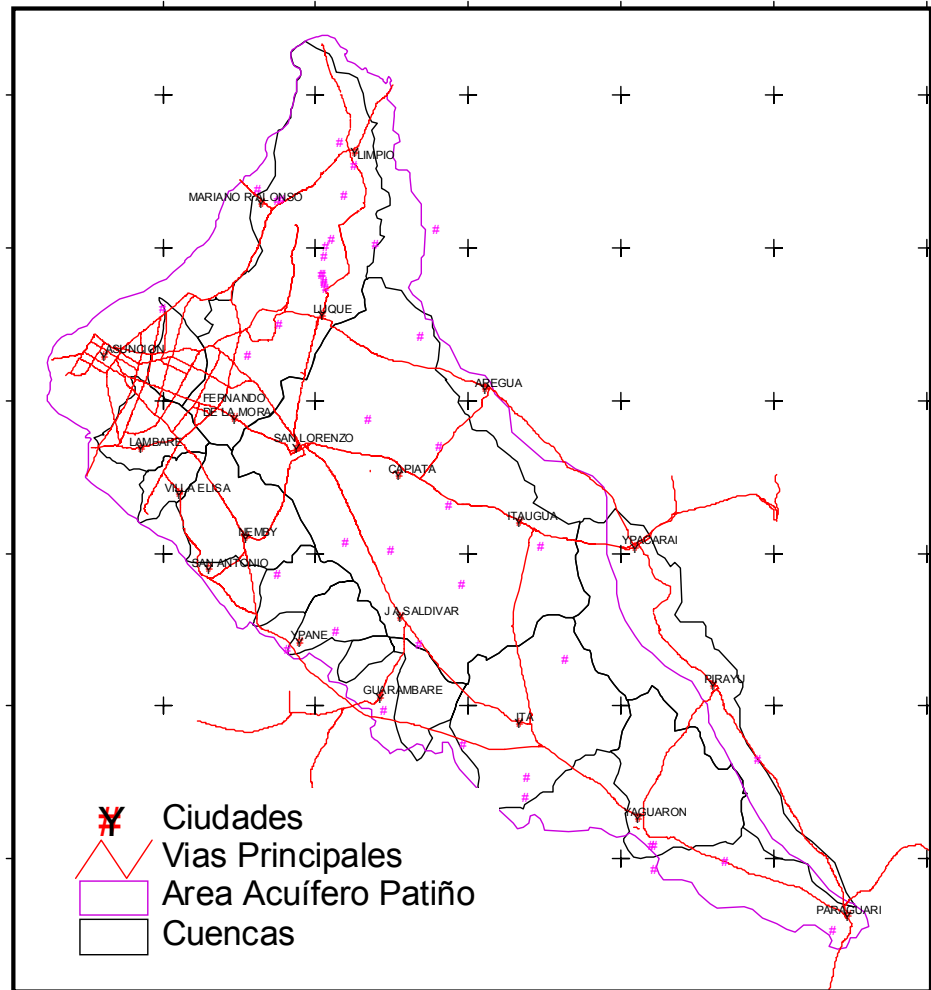 LIMPIO
MARIANO R ALONSO
LUQUE
ASUNCION
AREGUA
FERNANDO
DE LA MORA
LAMBARE
SAN LORENZO
CAPIATA
VILLA ELISA
ITAUGUA
ÑEMBY
YPACARAI
SAN ANTONIO
J A SALDIVAR
YPANE
PIRAYU
GUARAMBARE
ITA
YAGUARON
PARAGUARI
Ciudades
Vias Principales
Area Acuífero Patiño
Cuencas